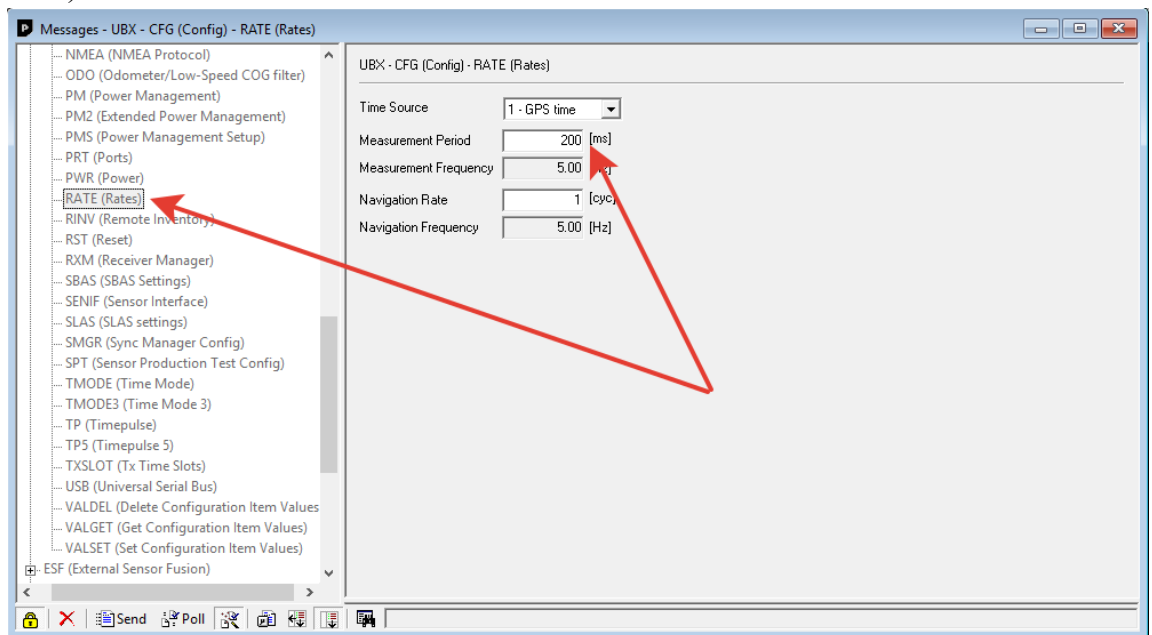 Messages - UBX - CFG (Config) - RATE (Rates)
NMEA (NMEA Protocol)
ODO (Odometer/Low-Speed COG filter)
PM (Power Management)
PM2 (Extended Power Management)
PMS (Power Management Setup)
PRT (Ports)
PWR (Power)
RATE (Rates)
RINV (Remote Inventory)
RST (Reset)
RXM (Receiver Manager)
SBAS (SBAS Settings)
SENIF (Sensor Interface)
SLAS (SLAS settings)
SMGR (Sync Manager Config)
SPT (Sensor Production Test Config)
TMODE (Time Mode)
TMODE3 (Time Mode 3)
TP (Timepulse)
TP5 (Timepulse 5)
TXSLOT (Tx Time Slots)
USB (Universal Serial Bus)
VALDEL (Delete Configuration Item Values
VALGET (Get Configuration Item Values)
VALSET (Set Configuration Item Values)
ESF (External Sensor Fusion)
UBX - CFG (Config) - RATE (Rates)
Time Source 1 - GPS time
Measurement Period 200 [ms]
Measurement Frequency 5.00
Navigation Rate 1 [cyc]
Navigation Frequency 5.00 [Hz]
Send Poll